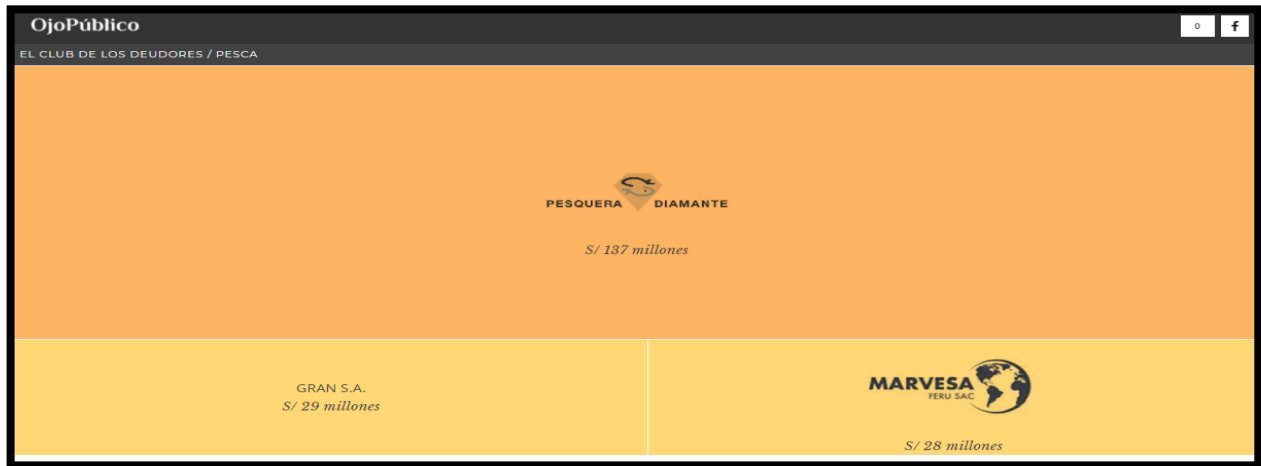 OjoPúblico
0 f
EL CLUB DE LOS DEUDORES / PESCA
PESQUERA DIAMANTE
S/ 137 millones
GRAN S.A.
S/ 29 millones
MARVESA
PERU SAC
S/ 28 millones